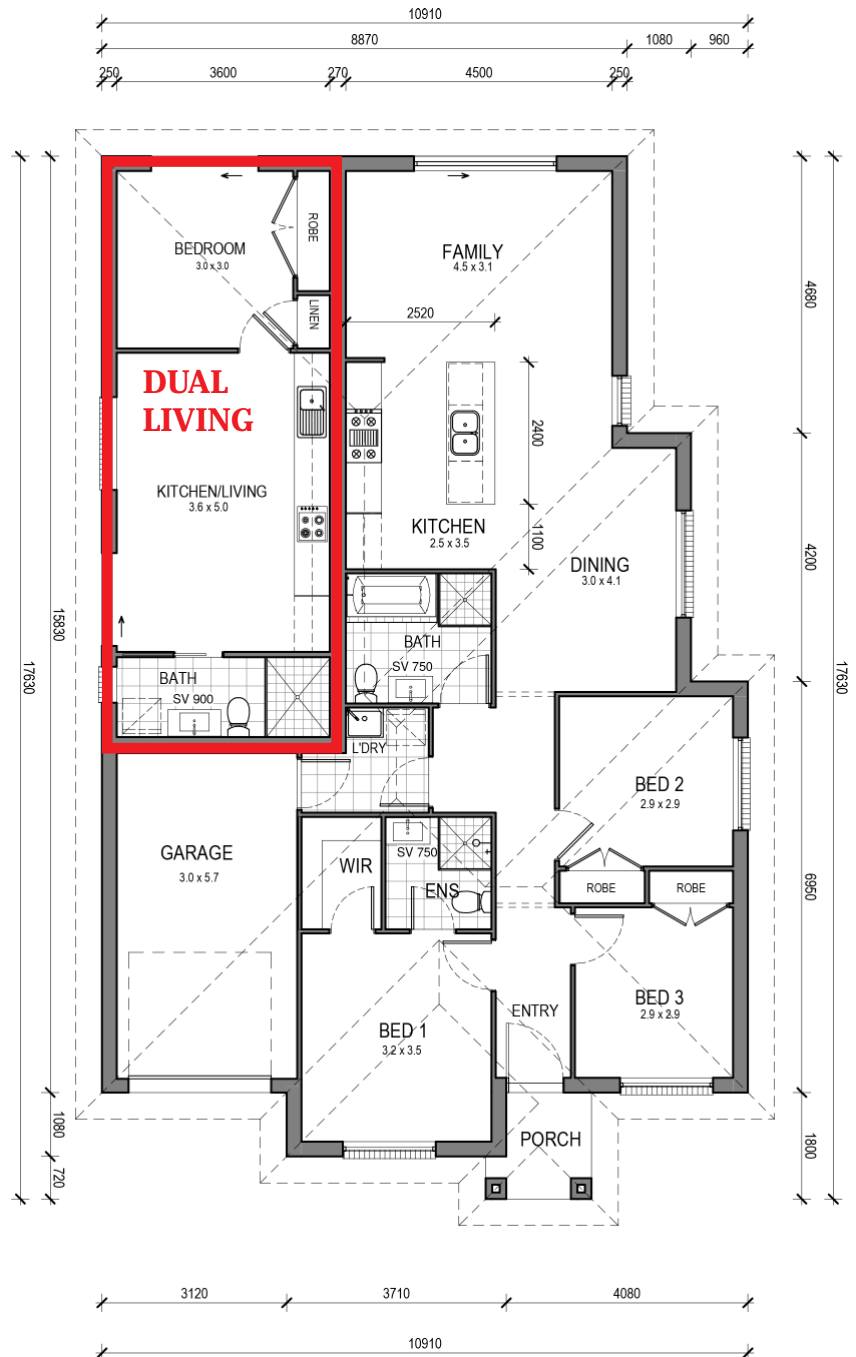 10910
8870
1080
960
250
3600
270
4500
250
BEDROOM
3.0 x 3.0
ROBE
LINEN
FAMILY
4.5 x 3.1
2520
4680
DUAL
LIVING
2400
KITCHEN/LIVING
3.6 x 5.0
KITCHEN
2.5 x 3.5
1100
DINING
3.0 x 4.1
4200
15830
17630
17630
BATH
SV 750
BATH
SV 900
L'DRY
BED 2
2.9 x 2.9
GARAGE
3.0 x 5.7
WIR
SV 750
ENS
ROBE
ROBE
6950
BED 3
2.9 x 2.9
ENTRY
BED 1
3.2 x 3.5
PORCH
1080
720
1800
3120
3710
4080
10910